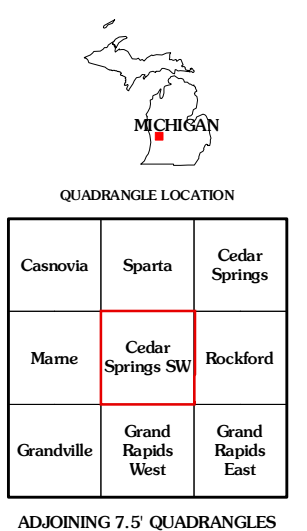 MICHIGAN
QUADRANGLE LOCATION
Casnovia
Sparta
Cedar
Springs
Marne
Cedar
Springs SW
Rockford
Grandville
Grand
Rapids
West
Grand
Rapids
East
ADJOINING 7.5' QUADRANGLES